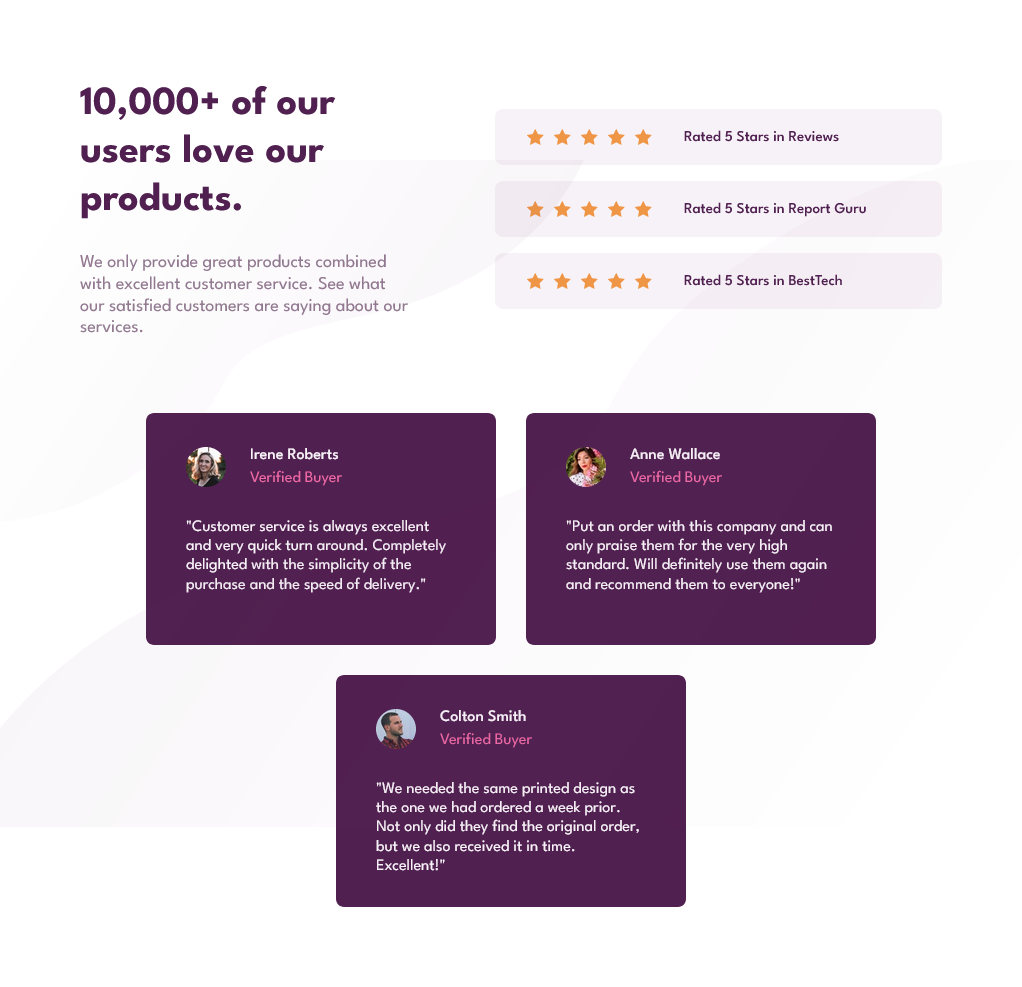 10,000+ of our
users love our
products.
We only provide great products combined
with excellent customer service. See what
our satisfied customers are saying about our
services.
Rated 5 Stars in Reviews
Rated 5 Stars in Report Guru
Rated 5 Stars in BestTech
Irene Roberts
Verified Buyer
"Customer service is always excellent
and very quick turn around. Completely
delighted with the simplicity of the
purchase and the speed of delivery."
Anne Wallace
Verified Buyer
"Put an order with this company and can
only praise them for the very high
standard. Will definitely use them again
and recommend them to everyone!"
Colton Smith
Verified Buyer
"We needed the same printed design as
the one we had ordered a week prior.
Not only did they find the original order,
but we also received it in time.
Excellent!"